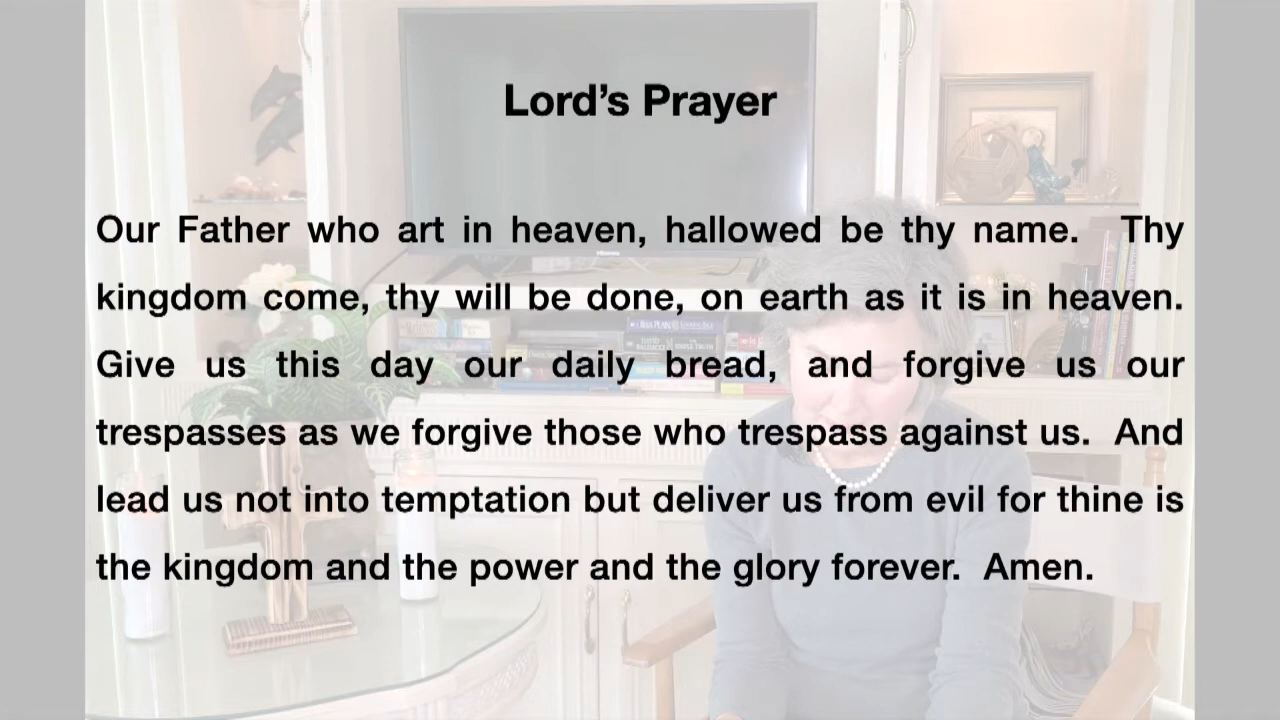 Lord’s Prayer
Our Father who art in heaven, hallowed be thy name. Thy
kingdom come, thy will be done, on earth as it is in heaven.
Give us this day our daily bread, and forgive us our
trespasses as we forgive those who trespass against us. And
lead us not into temptation but deliver us from evil for thine is
the kingdom and the power and the glory forever. Amen.